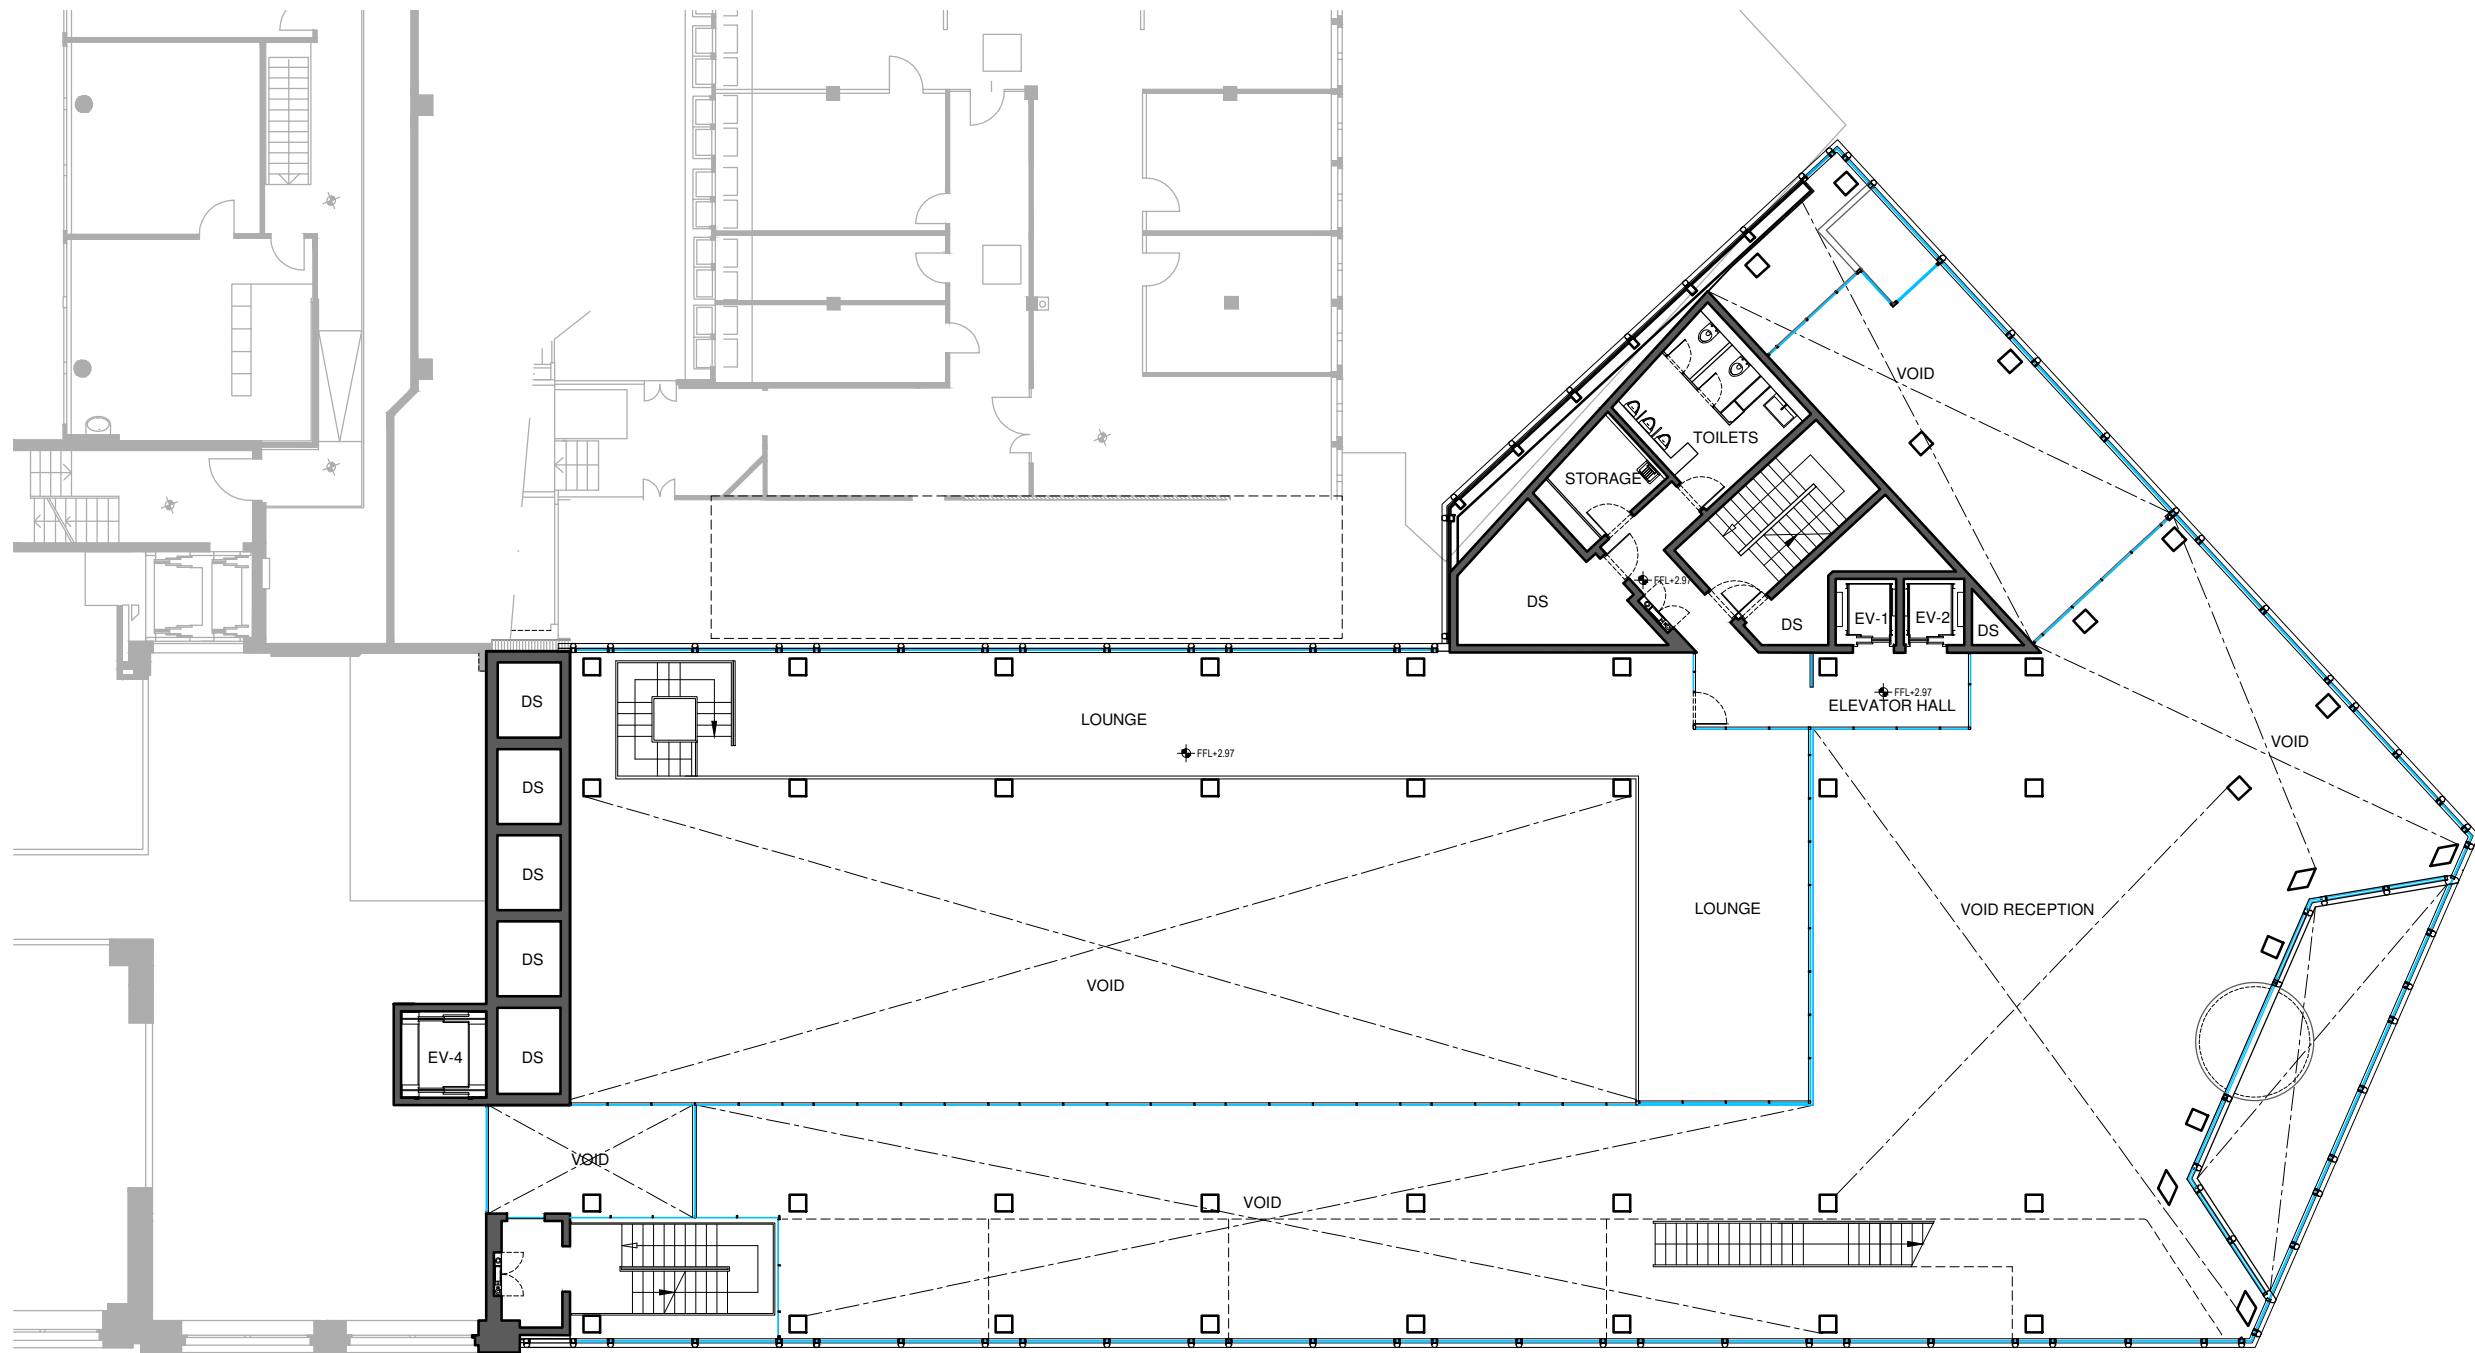 VOID
TOILETS
STORAGE
FFL+2.97
DS
DS
EV-1
EV-2
DS
DS
LOUNGE
FFL+2.97
ELEVATOR HALL
FFL+2.97
VOID
DS
DS
LOUNGE
VOID RECEPTION
DS
VOID
EV-4
DS
VOID
VOID